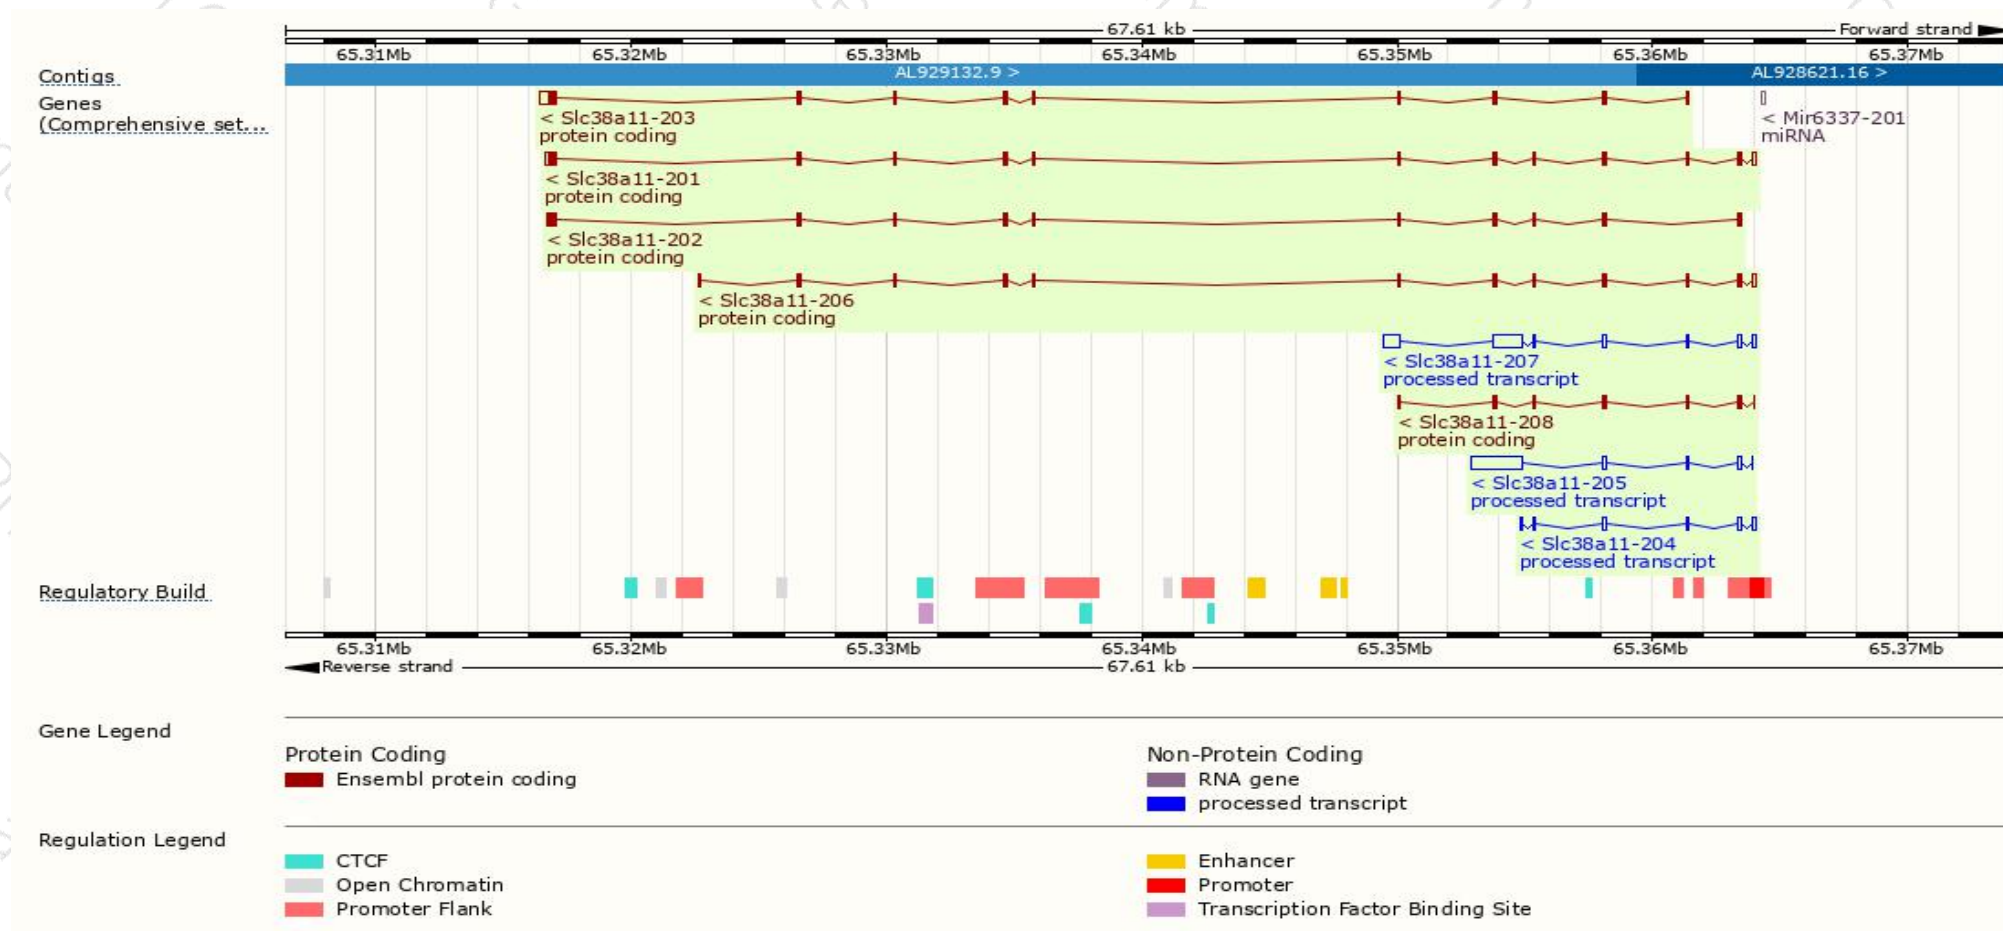 67.61 kb Forward strand
65.31Mb 65.32Mb 65.33Mb 65.34Mb 65.35Mb 65.36Mb 65.37Mb
Contigs AL929132.9 > AL928621.16 >
Genes
(Comprehensive set...
< Slc38a11-203 < Mir6337-201
protein coding miRNA
< Slc38a11-201
protein coding
< Slc38a11-202
protein coding
< Slc38a11-206
protein coding
< Slc38a11-207
processed transcript
< Slc38a11-208
protein coding
< Slc38a11-205
processed transcript
< Slc38a11-204
processed transcript
Regulatory Build
65.31Mb 65.32Mb 65.33Mb 65.34Mb 65.35Mb 65.36Mb 65.37Mb
Reverse strand 67.61 kb
Gene Legend
Protein Coding Non-Protein Coding
Ensembl protein coding RNA gene
processed transcript
Regulation Legend
CTCF Enhancer
Open Chromatin Promoter
Promoter Flank Transcription Factor Binding Site